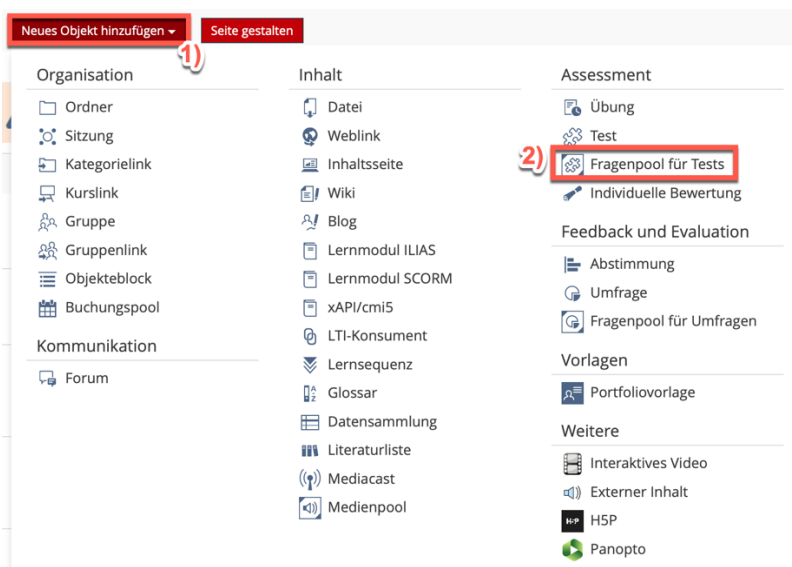 Neues Objekt hinzufügen
Seite gestalten
1)
Organisation
Ordner
Sitzung
Kategorielink
Kurslink
Gruppe
Gruppenlink
Objekteblock
Buchungspool
Kommunikation
Forum
Inhalt
Datei
Weblink
Inhaltsseite
Wiki
Blog
Lernmodul ILIAS
Lernmodul SCORM
xAPI/cmi5
LTI-Konsument
Lernsequenz
Glossar
Datensammlung
Literaturliste
Mediacast
Medienpool
Assessment
Übung
Test
2)
Fragenpool für Tests
Individuelle Bewertung
Feedback und Evaluation
Abstimmung
Umfrage
Fragenpool für Umfragen
Vorlagen
Portfoliovorlage
Weitere
Interaktives Video
Externer Inhalt
H5P
H5P
Panopto